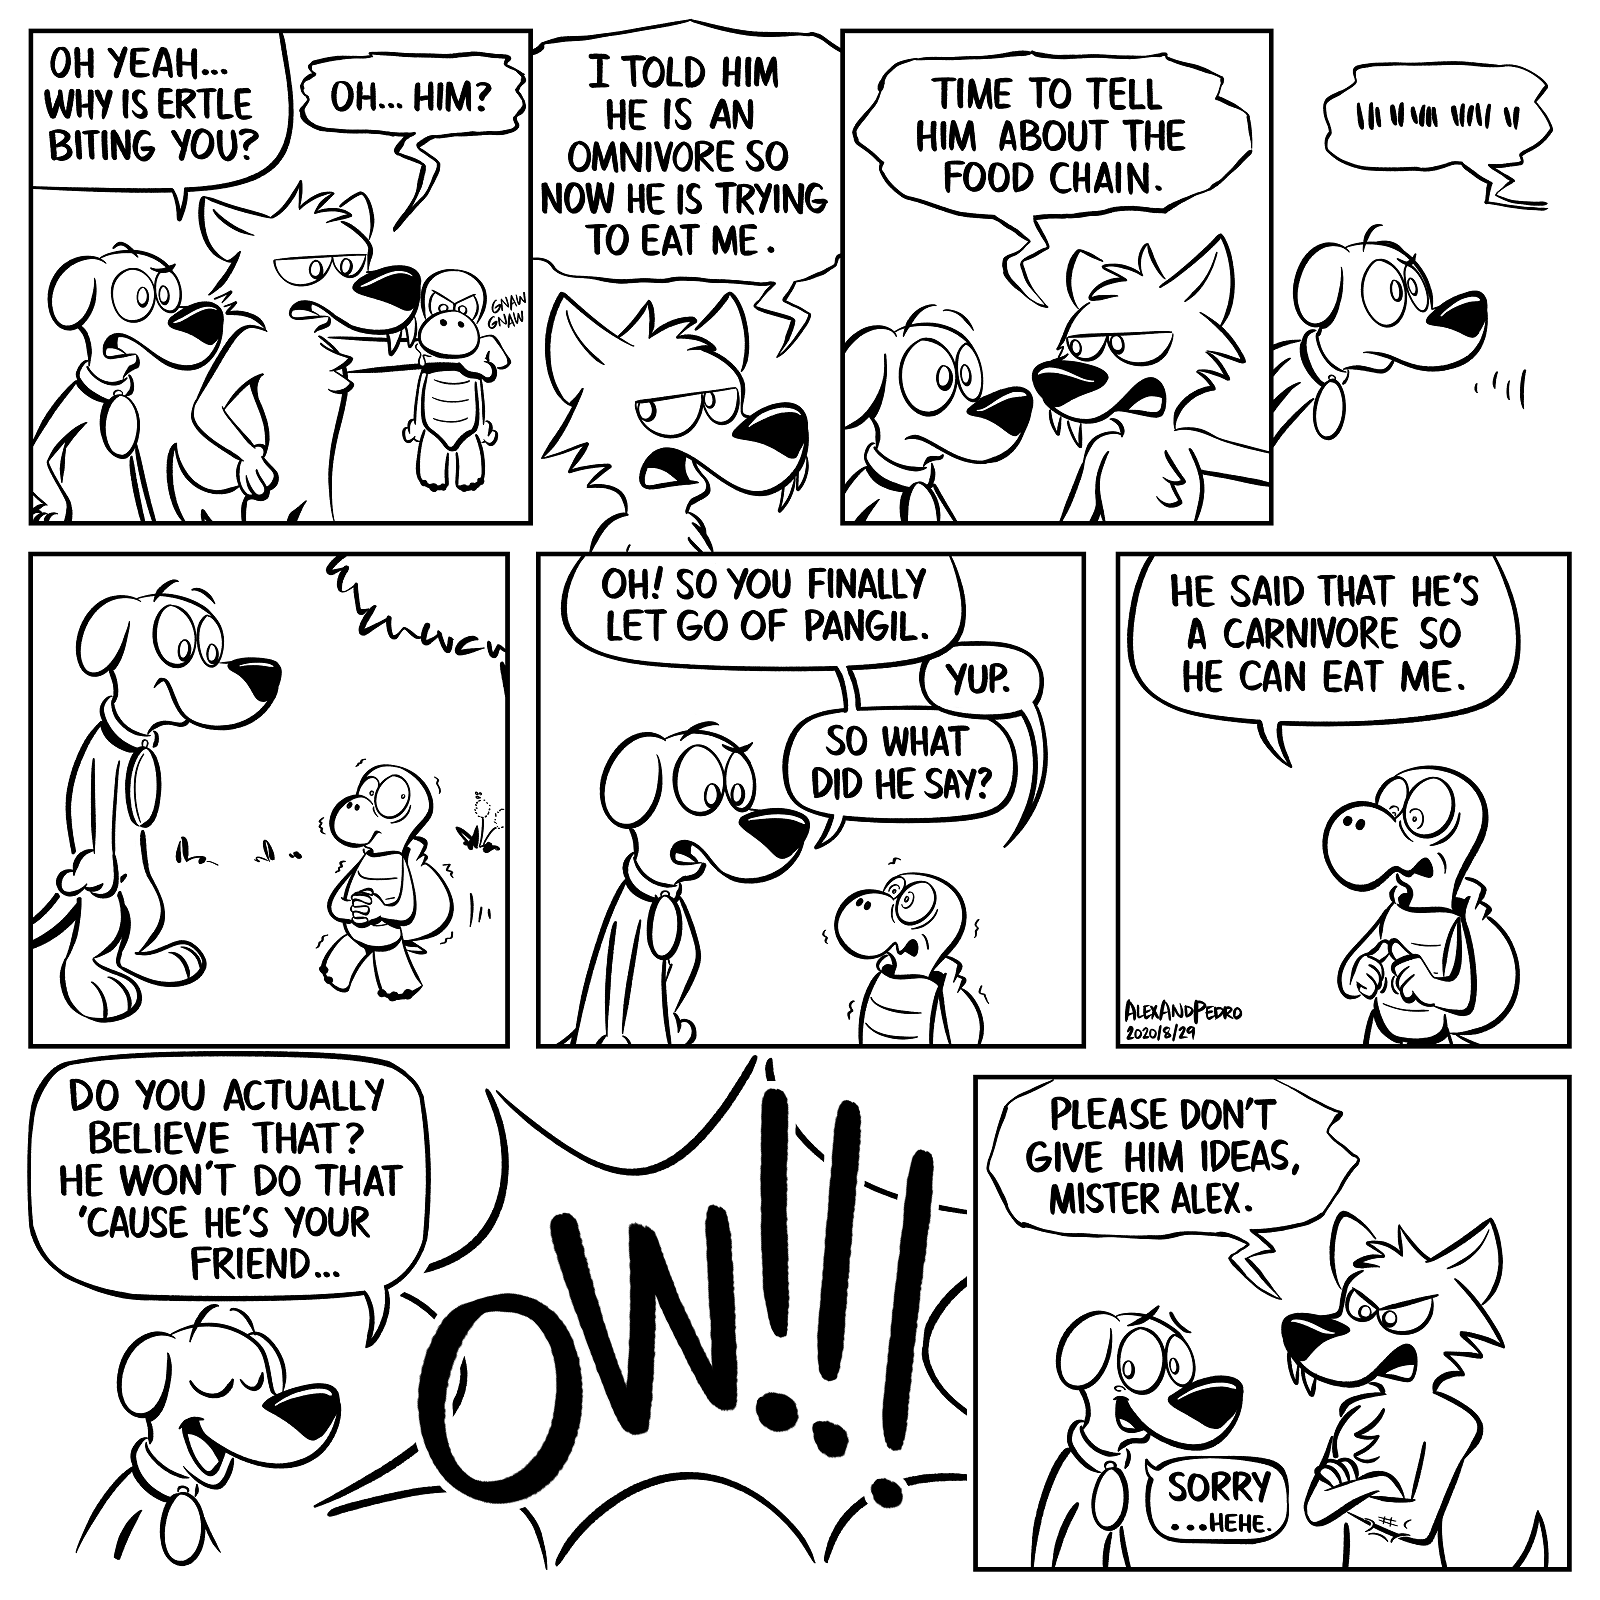 OH YEAH...
WHY IS ERTLE
BITING YOU?
OH... HIM?
GNAW
GNAW
I TOLD HIM
HE IS AN
OMNIVORE SO
NOW HE IS TRYING
TO EAT ME.
TIME TO TELL
HIM ABOUT THE
FOOD CHAIN.
OH! SO YOU FINALLY
LET GO OF PANGIL.
YUP.
SO WHAT
DID HE SAY?
HE SAID THAT HE'S
A CARNIVORE SO
HE CAN EAT ME.
ALEXANDPEDRO
2020/8/29
DO YOU ACTUALLY
BELIEVE THAT?
HE WON'T DO THAT
'CAUSE HE'S YOUR
FRIEND...
OW!!!
PLEASE DON'T
GIVE HIM IDEAS,
MISTER ALEX.
SORRY
...HEHE.